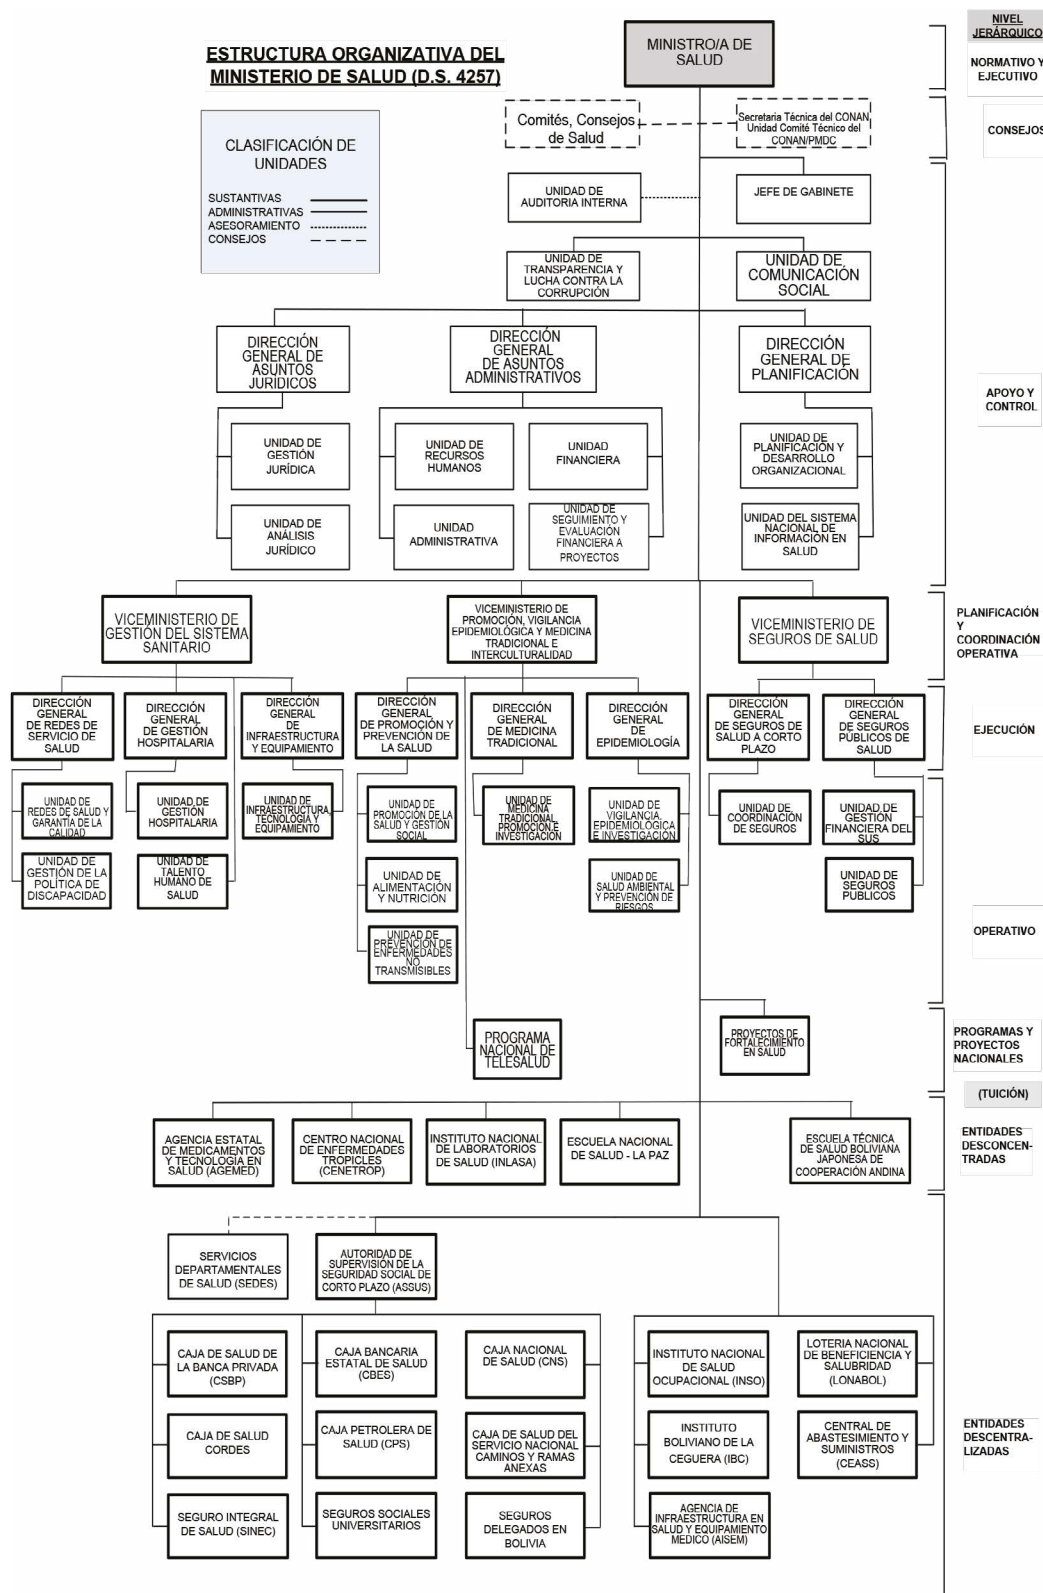 ESTRUCTURA ORGANIZATIVA DEL
MINISTERIO DE SALUD (D.S. 4257)
MINISTRO/A DE
SALUD
NIVEL
JERÁRQUICO
NORMATIVO Y
EJECUTIVO
CLASIFICACIÓN DE
UNIDADES
SUSTANTIVAS
ADMINISTRATIVAS
ASESORAMIENTO
CONSEJOS
Comités, Consejos
de Salud
Secretaria Técnica del CONAN
Unidad Comité Técnico del
CONAN/PMDC
CONSEJOS
UNIDAD DE
AUDITORIA INTERNA
JEFE DE GABINETE
UNIDAD DE
TRANSPARENCIA Y
LUCHA CONTRA LA
CORRUPCIÓN
UNIDAD DE
COMUNICACIÓN
SOCIAL
DIRECCIÓN
GENERAL DE
ASUNTOS
JURÍDICOS
DIRECCIÓN
GENERAL
DE ASUNTOS
ADMINISTRATIVOS
DIRECCIÓN
GENERAL DE
PLANIFICACIÓN
APOYO Y
CONTROL
UNIDAD DE
GESTIÓN
JURÍDICA
UNIDAD DE
RECURSOS
HUMANOS
UNIDAD
FINANCIERA
UNIDAD DE
PLANIFICACIÓN Y
DESARROLLO
ORGANIZACIONAL
UNIDAD DE
ANÁLISIS
JURÍDICO
UNIDAD
ADMINISTRATIVA
UNIDAD DE
SEGUIMIENTO Y
EVALUACIÓN
FINANCIERA A
PROYECTOS
UNIDAD DEL SISTEMA
NACIONAL DE
INFORMACIÓN EN
SALUD
VICEMINISTERIO DE
GESTIÓN DEL SISTEMA
SANITARIO
VICEMINISTERIO DE
PROMOCIÓN, VIGILANCIA
EPIDEMIOLÓGICA Y MEDICINA
TRADICIONAL E
INTERCULTURALIDAD
VICEMINISTERIO DE
SEGUROS DE SALUD
PLANIFICACIÓN
Y
COORDINACIÓN
OPERATIVA
DIRECCIÓN
GENERAL
DE REDES DE
SERVICIO DE
SALUD
DIRECCIÓN
GENERAL
DE GESTIÓN
HOSPITALARIA
DIRECCIÓN
GENERAL
DE
INFRAESTRUCTURA
Y EQUIPAMIENTO
DIRECCIÓN
GENERAL
DE PROMOCIÓN Y
PREVENCIÓN DE
LA SALUD
DIRECCIÓN
GENERAL
DE MEDICINA
TRADICIONAL
DIRECCIÓN
GENERAL
DE
EPIDEMIOLOGÍA
DIRECCIÓN
GENERAL
DE SEGUROS DE
SALUD A CORTO
PLAZO
DIRECCIÓN
GENERAL
DE SEGUROS
PÚBLICOS DE
SALUD
EJECUCIÓN
UNIDAD DE
REDES DE SALUD Y
GARANTÍA DE LA
CALIDAD
UNIDAD DE
GESTIÓN
HOSPITALARIA
UNIDAD DE
INFRAESTRUCTURA,
TECNOLOGÍA Y
EQUIPAMIENTO
UNIDAD DE
PROMOCIÓN DE LA
SALUD Y GESTIÓN
SOCIAL
UNIDAD DE
MEDICINA
TRADICIONAL,
PROMOCIÓN E
INVESTIGACIÓN
UNIDAD DE
VIGILANCIA,
EPIDEMIOLÓGICA
E INVESTIGACIÓN
UNIDAD DE
COORDINACIÓN
DE SEGUROS
UNIDAD DE
GESTIÓN
FINANCIERA DEL
SUS
UNIDAD DE
GESTIÓN DE LA
POLÍTICA DE
DISCAPACIDAD
UNIDAD DE
TALENTO
HUMANO DE
SALUD
UNIDAD DE
ALIMENTACIÓN
Y NUTRICIÓN
UNIDAD DE
SALUD AMBIENTAL
Y PREVENCIÓN DE
RIESGOS
UNIDAD DE
SEGUROS
PÚBLICOS
OPERATIVO
UNIDAD DE
PREVENCIÓN DE
ENFERMEDADES
NO
TRANSMISIBLES
PROGRAMA
NACIONAL DE
TELESALUD
PROYECTOS DE
FORTALECIMIENTO
EN SALUD
PROGRAMAS Y
PROYECTOS
NACIONALES
(TUICIÓN)
AGENCIA ESTATAL
DE MEDICAMENTOS
Y TECNOLOGÍA EN
SALUD (AGEMED)
CENTRO NACIONAL
DE ENFERMEDADES
TROPICLES
(CENETROP)
INSTITUTO NACIONAL
DE LABORATORIOS
DE SALUD (INLASA)
ESCUELA NACIONAL
DE SALUD - LA PAZ
ESCUELA TÉCNICA
DE SALUD BOLIVIANA
JAPONESA DE
COOPERACIÓN ANDINA
ENTIDADES
DESCONCEN-
TRADAS
SERVICIOS
DEPARTAMENTALES
DE SALUD (SEDES)
AUTORIDAD DE
SUPERVISIÓN DE LA
SEGURIDAD SOCIAL DE
CORTO PLAZO (ASSUS)
CAJA DE SALUD DE
LA BANCA PRIVADA
(CSBP)
CAJA BANCARIA
ESTATAL DE SALUD
(CBES)
CAJA NACIONAL
DE SALUD (CNS)
INSTITUTO NACIONAL
DE SALUD
OCUPACIONAL (INSO)
LOTERIA NACIONAL
DE BENEFICIENCIA Y
SALUBRIDAD
(LONABOL)
CAJA DE SALUD
CORDES
CAJA PETROLERA DE
SALUD (CPS)
CAJA DE SALUD DEL
SERVICIO NACIONAL
CAMINOS Y RAMAS
ANEXAS
INSTITUTO
BOLIVIANO DE LA
CEGUERA (IBC)
CENTRAL DE
ABASTESIMIENTO Y
SUMINISTROS
(CEASS)
ENTIDADES
DESCENTRA-
LIZADAS
SEGURO INTEGRAL
DE SALUD (SINEC)
SEGUROS SOCIALES
UNIVERSITARIOS
SEGUROS
DELEGADOS EN
BOLIVIA
AGENCIA DE
INFRAESTRUCTURA EN
SALUD Y EQUIPAMIENTO
MEDICO (AISEM)